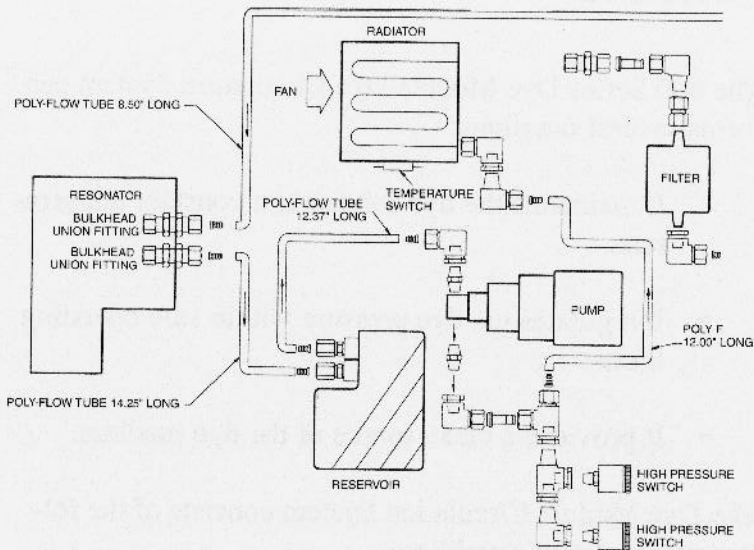 RADIATOR
FAN
POLY-FLOW TUBE 8.50" LONG
FILTER
RESONATOR
BULKHEAD
UNION FITTING
BULKHEAD
UNION FITTING
POLY-FLOW TUBE
12.37" LONG
TEMPERATURE
SWITCH
PUMP
POLY F
12.00" LONG
POLY-FLOW TUBE 14.25" LONG
RESERVOIR
HIGH PRESSURE
SWITCH
HIGH PRESSURE
SWITCH